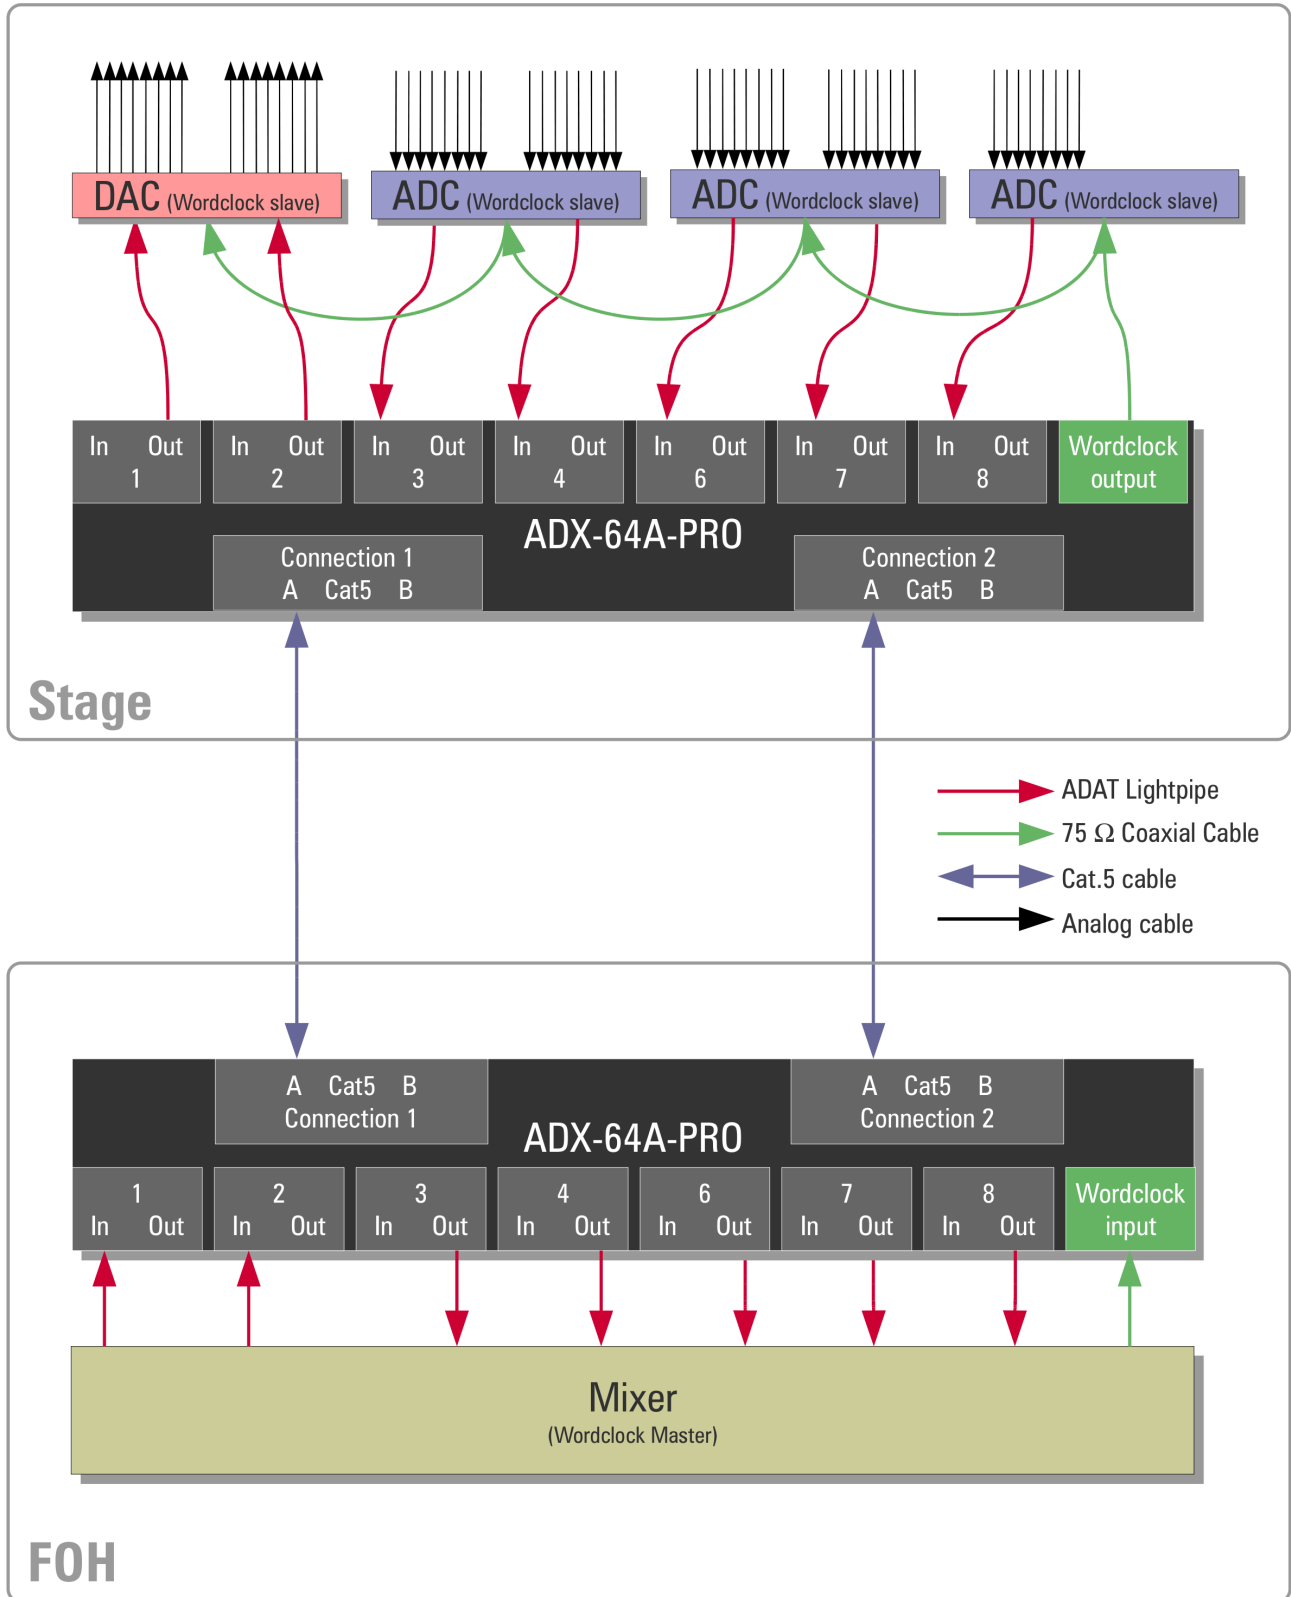 DAC (Wordclock slave)
ADC (Wordclock slave)
ADC (Wordclock slave)
ADC (Wordclock slave)
In Out
1
In Out
2
In Out
3
In Out
4
In Out
6
In Out
7
In Out
8
Wordclock
output
ADX-64A-PRO
Connection 1
A Cat5 B
Connection 2
A Cat5 B
Stage
ADAT Lightpipe
75 Ω Coaxial Cable
Cat.5 cable
Analog cable
A Cat5 B
Connection 1
A Cat5 B
Connection 2
ADX-64A-PRO
1
In Out
2
In Out
3
In Out
4
In Out
6
In Out
7
In Out
8
In Out
Wordclock
input
Mixer
(Wordclock Master)
FOH